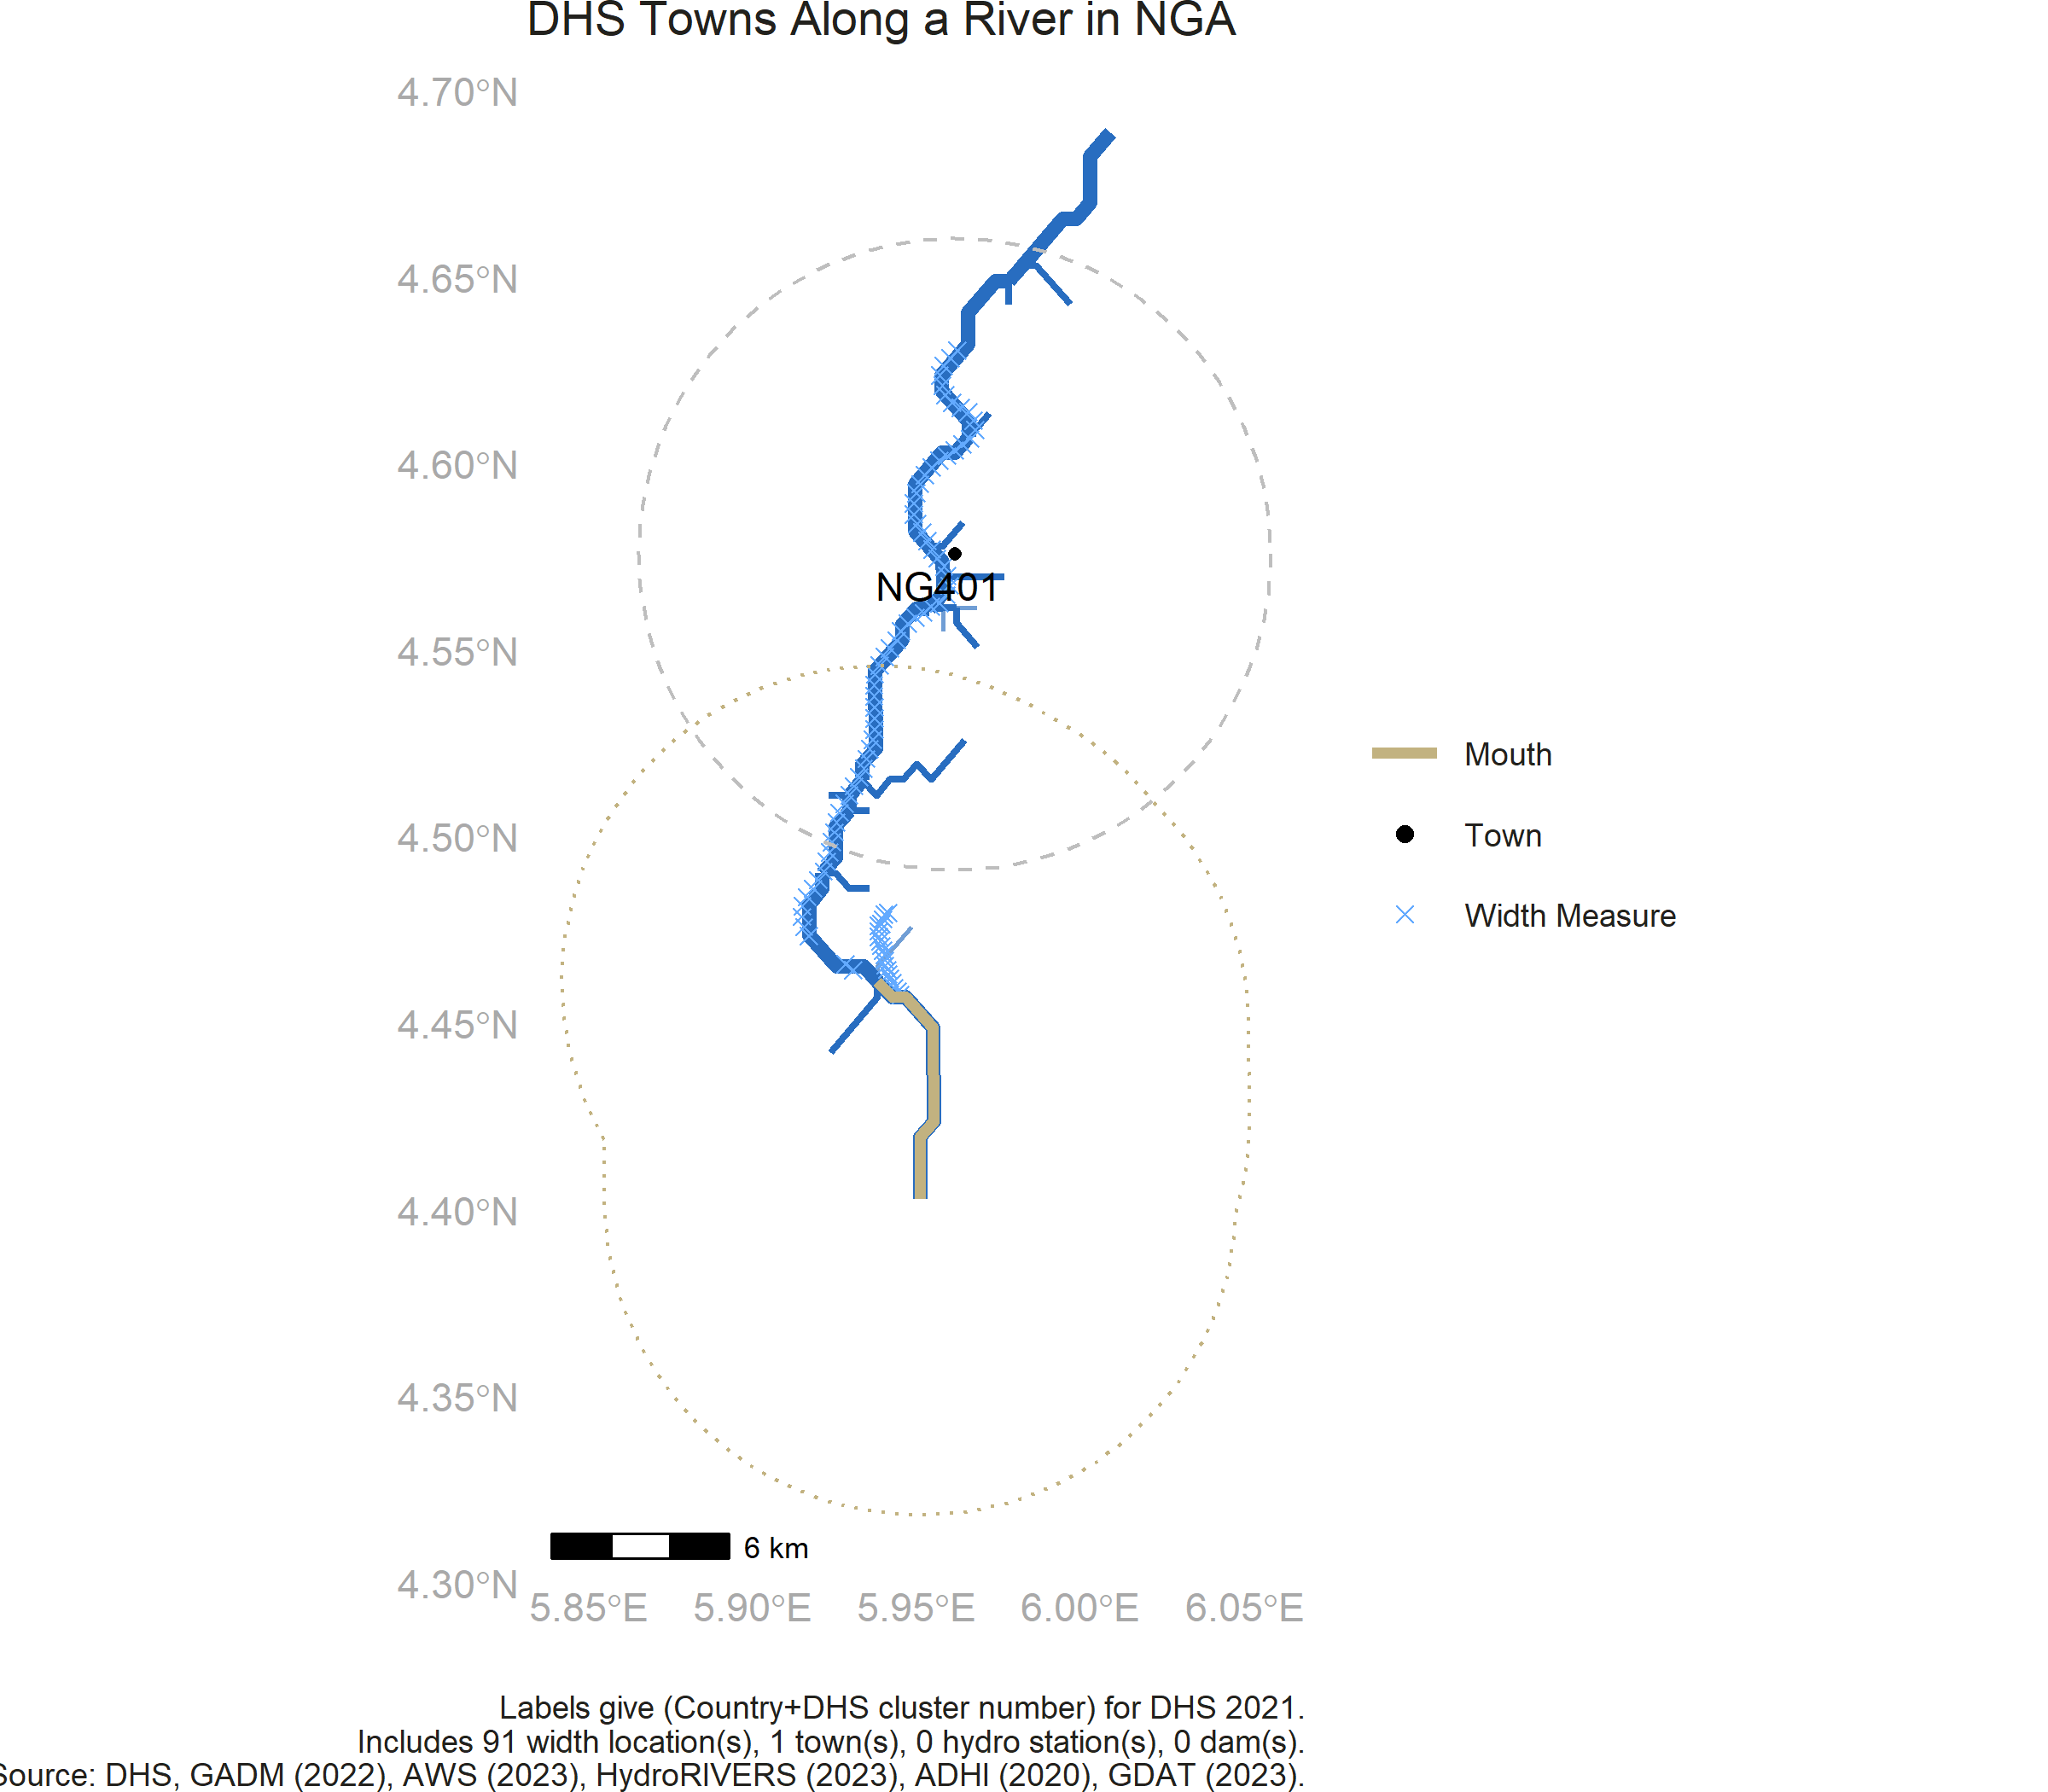 DHS Towns Along a River in NGA
4.70°N
4.65°N
4.60°N
NG401
4.55°N
Mouth
Town
4.50°N
Width Measure
4.45°N
4.40°N
4.35°N
6 km
4.30°N
5.85°E 5.90°E 5.95°E 6.00°E 6.05°E
Labels give (Country+DHS cluster number) for DHS 2021.
Includes 91 width location(s), 1 town(s), 0 hydro station(s), 0 dam(s).
Source: DHS, GADM (2022), AWS (2023), HydroRIVERS (2023), ADHI (2020), GDAT (2023).